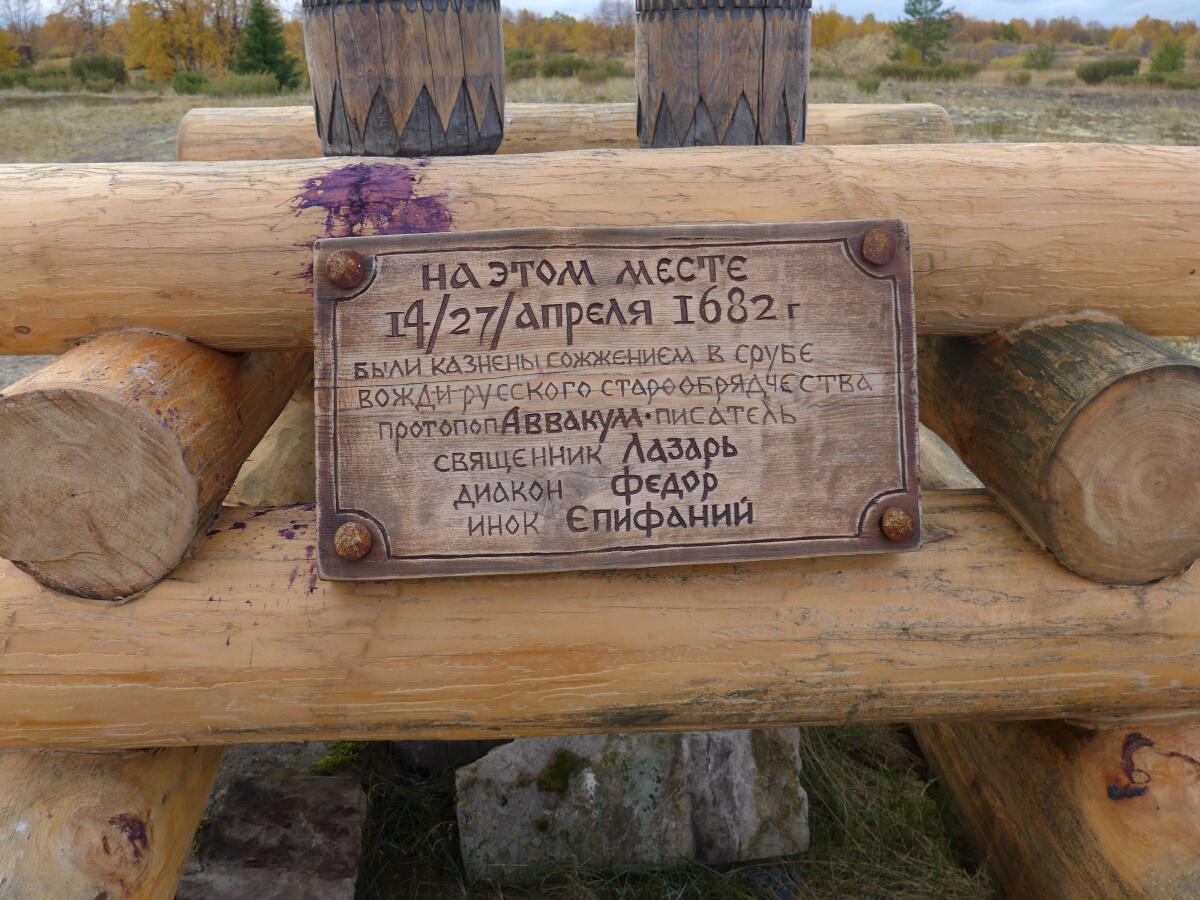 НА ЭТОМ МЕСТЕ
14/27/АПРЕЛЯ 1682 г
БЫЛИ КАЗНЕНЫ СОЖЖЕНИЕМ В СРУБЕ
ВОЖДИ РУССКОГО СТАРООБРЯДЧЕСТВА
ПРОТОПОП АВВАКУМ·ПИСАТЕЛЬ
СВЯЩЕННИК ЛАЗАРЬ
ДИАКОН ФЕДОР
ИНОК ЕПИФАНИЙ